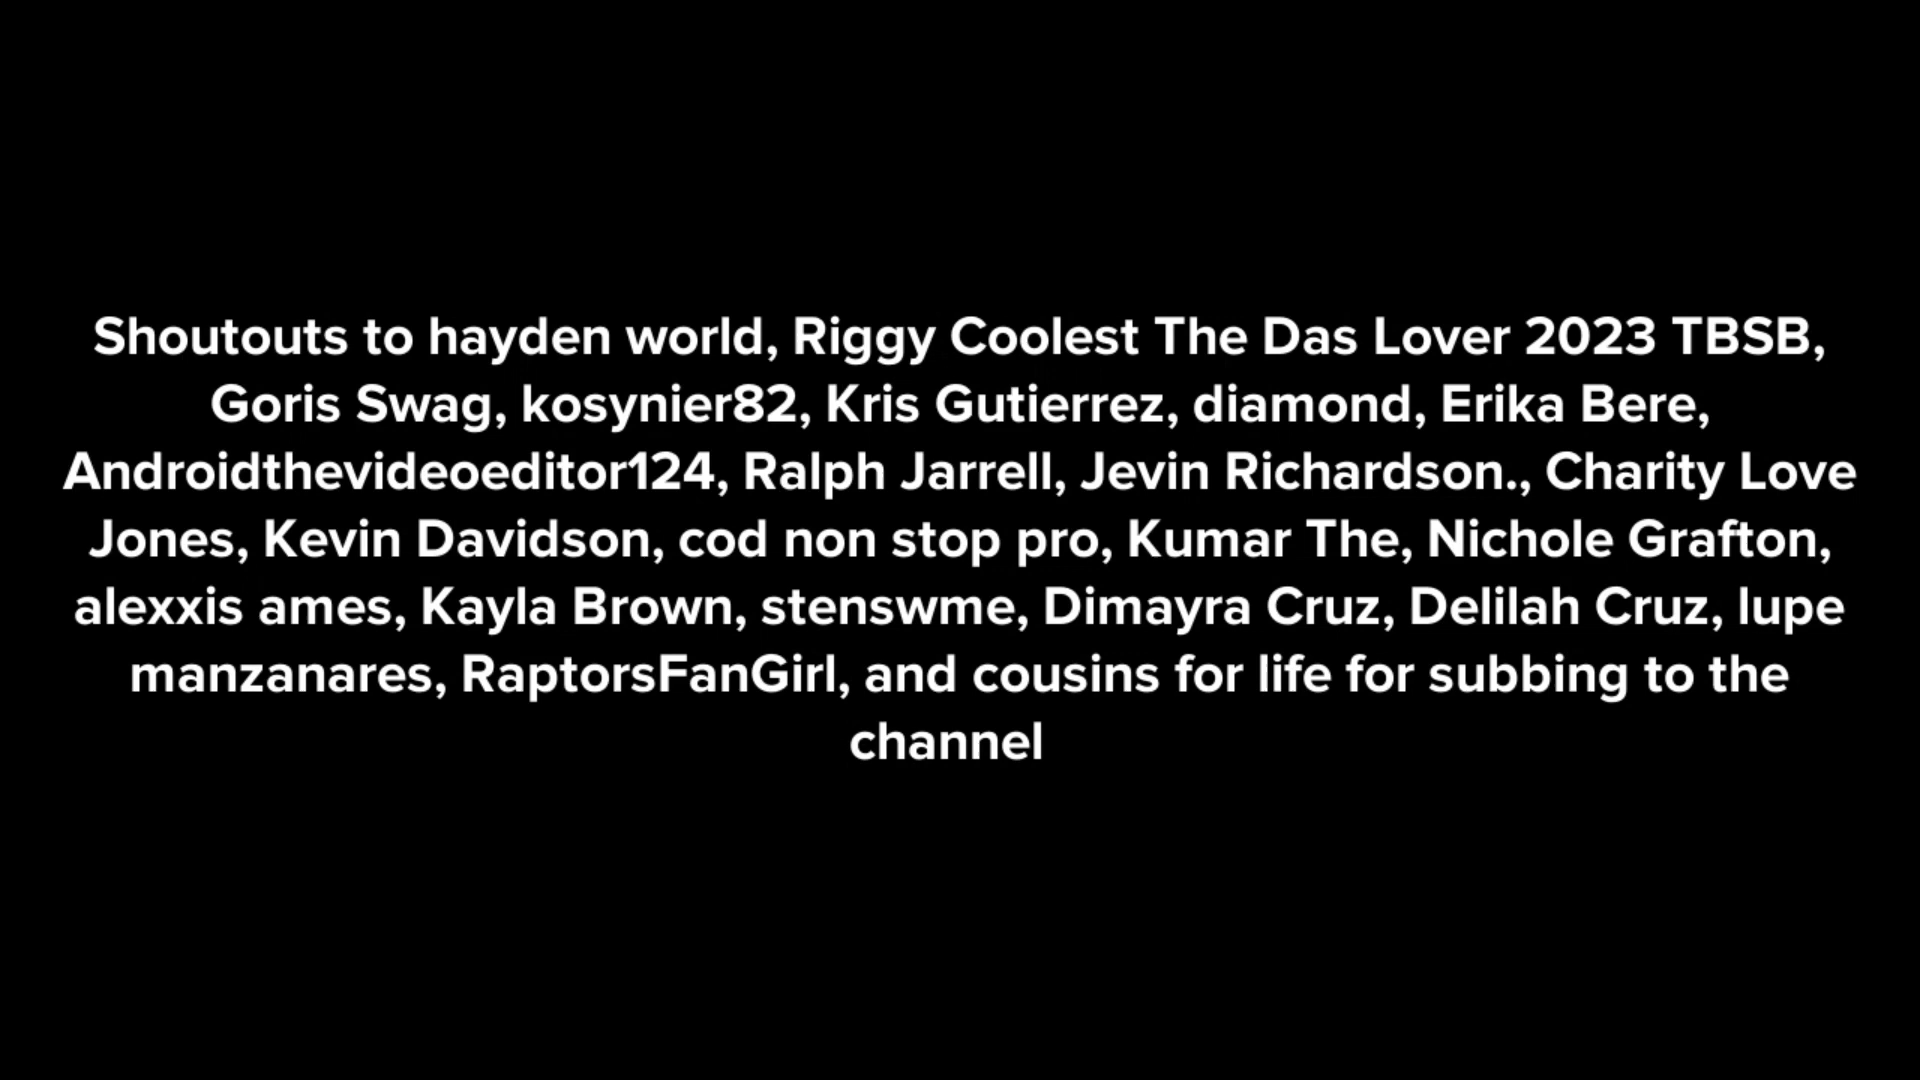 Shoutouts to hayden world, Riggy Coolest The Das Lover 2023 TBSB,
Goris Swag, kosynier82, Kris Gutierrez, diamond, Erika Bere,
Androidthevideoeditor124, Ralph Jarrell, Jevin Richardson., Charity Love
Jones, Kevin Davidson, cod non stop pro, Kumar The, Nichole Grafton,
alexxis ames, Kayla Brown, stenswme, Dimayra Cruz, Delilah Cruz, lupe
manzanares, RaptorsFanGirl, and cousins for life for subbing to the
channel